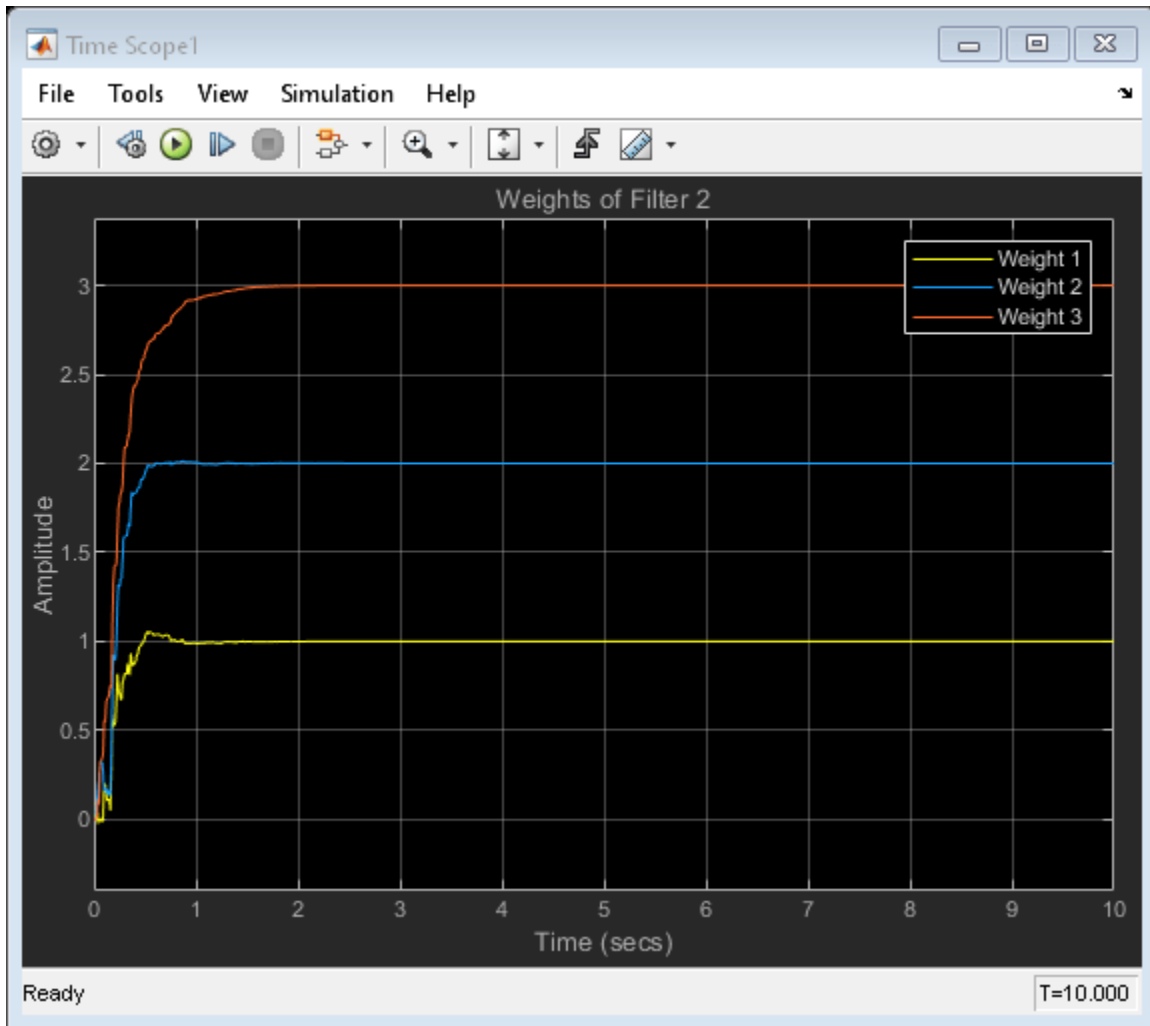 Time Scope1
File Tools View Simulation Help
Weights of Filter 2
Weight 1
Weight 2
Weight 3
3
2.5
2
1.5
1
0.5
0
Amplitude
0 1 2 3 4 5 6 7 8 9 10
Time (secs)
Ready T=10.000